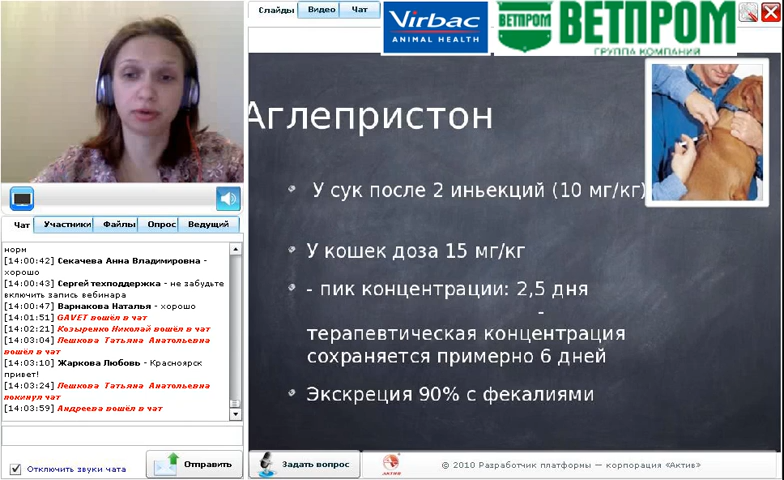 Слайды
Видео
Чат
Virbac
ANIMAL HEALTH
ВЕТПРОМ
ВЕТПРОМ
ГРУППА КОМПАНИЙ
Аглепристон
У сук после 2 иньекций (10 мг/кг)
У кошек доза 15 мг/кг
- пик концентрации: 2,5 дня
-
терапевтическая концентрация
сохраняется примерно 6 дней
Экскреция 90% с фекалиями
Чат
Участники
Файлы
Опрос
Ведущий
норм
[14:00:42] Секачева Анна Владимировна -
хорошо
[14:00:43] Сергей техподдержка - не забудьте
включить запись вебинара
[14:00:47] Варнакова Наталья - хорошо
[14:01:51] GAVET вошёл в чат
[14:02:21] Козыренко Николай вошёл в чат
[14:03:04] Пешкова Татьяна Анатольевна
вошёл в чат
[14:03:10] Жаркова Любовь - Красноярск
привет!
[14:03:24] Пешкова Татьяна Анатольевна
покинул чат
[14:03:59] Андреева вошёл в чат
Отключить звуки чата
Отправить
Задать вопрос
АКТИВ
© 2010 Разработчик платформы — корпорация «Актив»